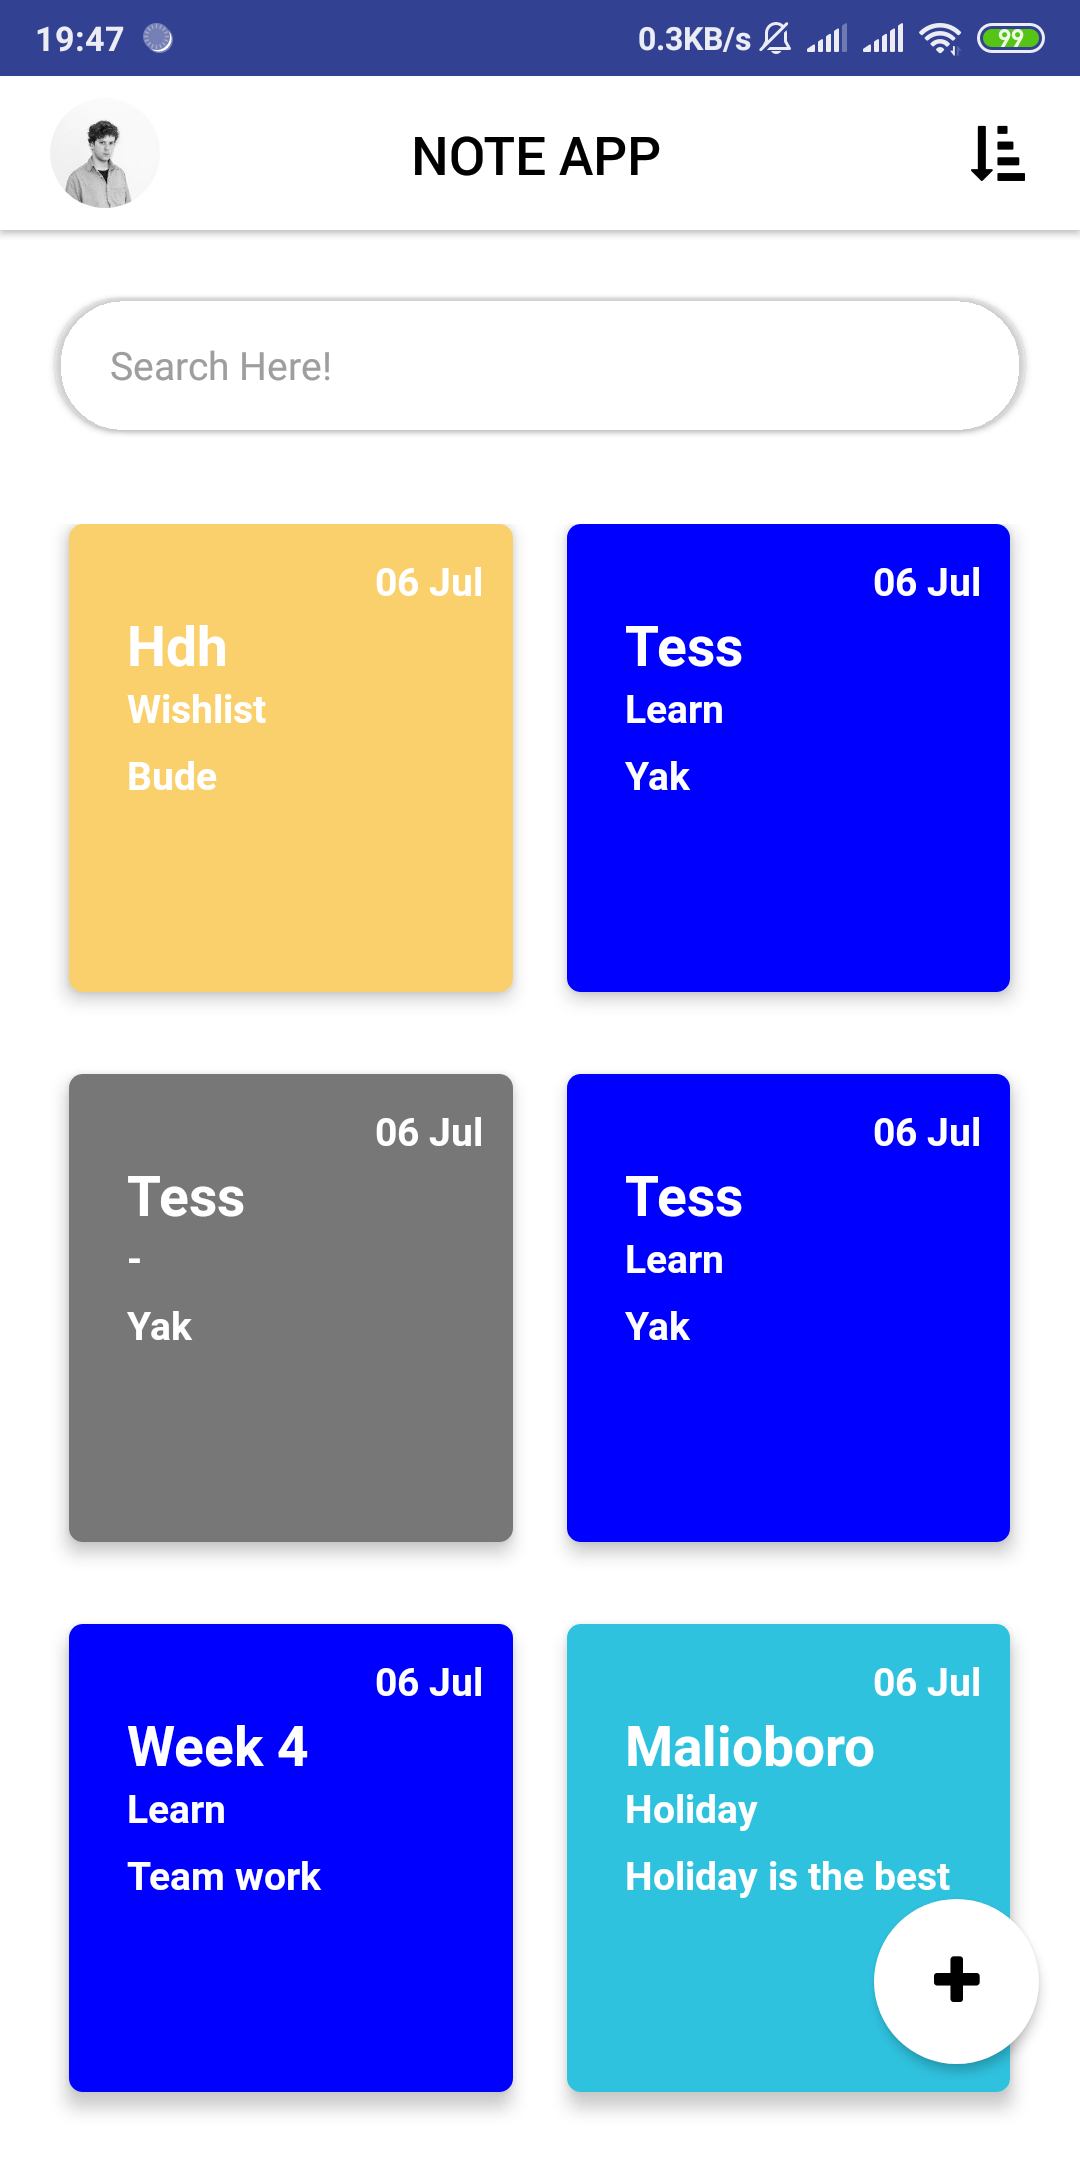 19:47 0.3KB/s 99
NOTE APP
Search Here!
06 Jul
Hdh
Wishlist
Bude
06 Jul
Tess
Learn
Yak
06 Jul
Tess
-
Yak
06 Jul
Tess
Learn
Yak
06 Jul
Week 4
Learn
Team work
06 Jul
Malioboro
Holiday
Holiday is the best